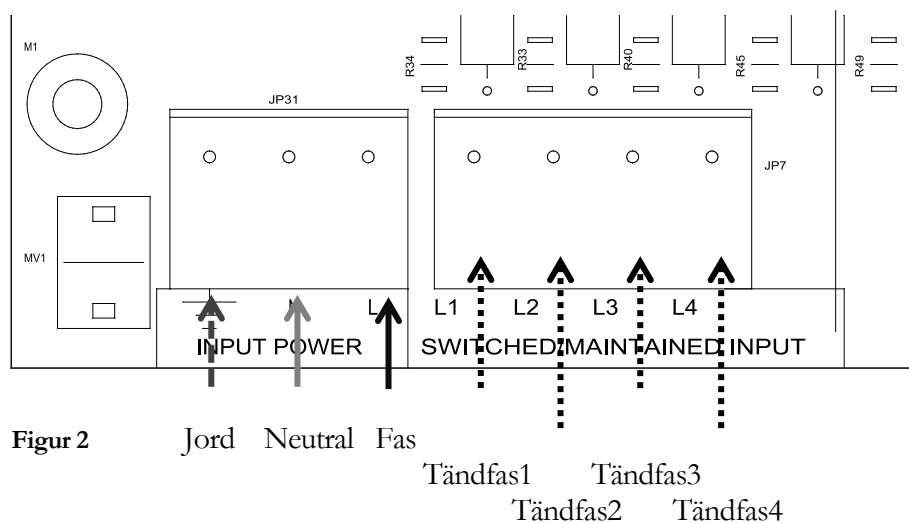 M1
R34
R33
R40
R45
R49
JP31
JP7
MV1
N L L1 L2 L3 L4
INPUT POWER SWITCHED/MAINTAINED INPUT
Figur 2 Jord Neutral Fas
Tändfas1 Tändfas3
Tändfas2 Tändfas4